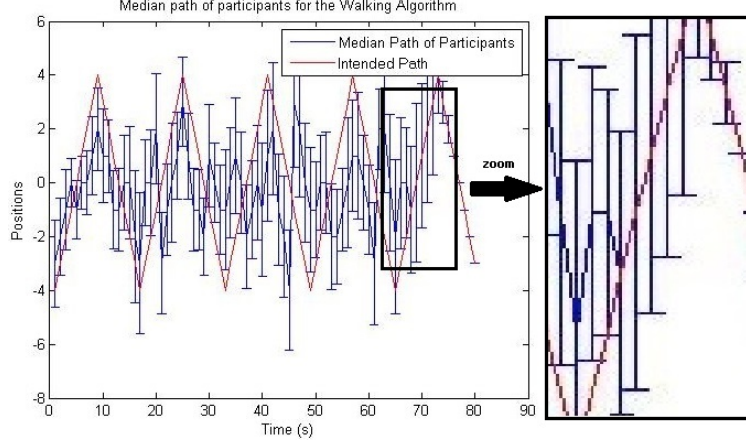 Median path of participants for the Walking Algorithm
Median Path of Participants
Intended Path
zoom
Positions
6
4
2
0
-2
-4
-6
-8
0 10 20 30 40 50 60 70 80 90
Time (s)